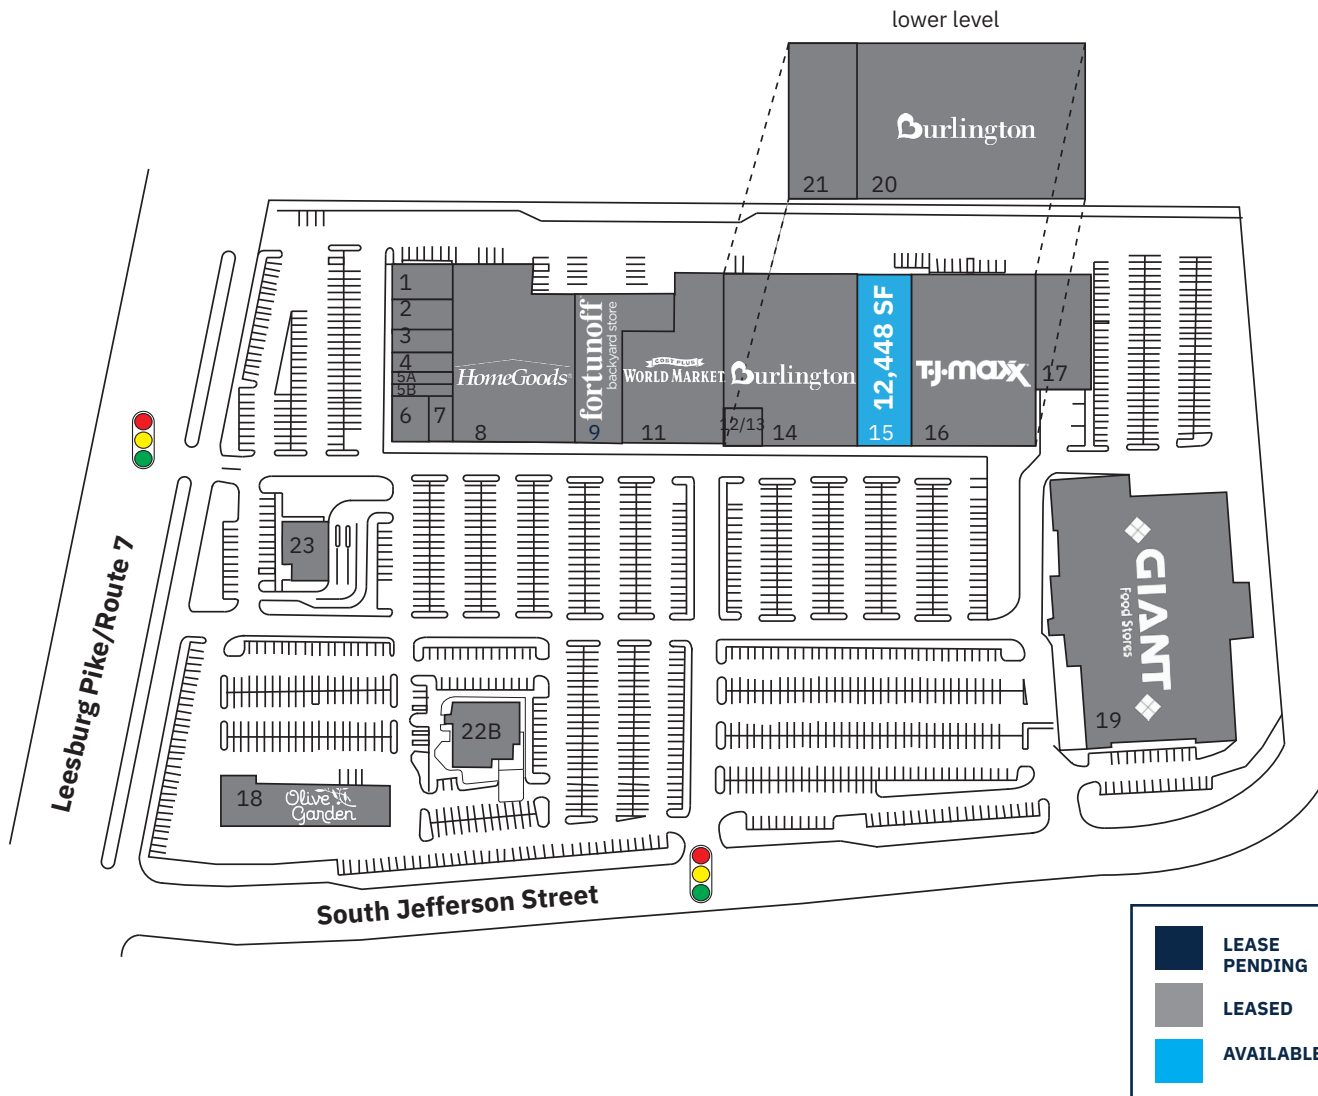 lower level
Burlington
21
20
1
2
3
4
5A
5B
6
7
HomeGoods
8
fortunoff
backyard store
9
COST PLUS
WORLD MARKET
11
Burlington
12/13
14
12,448 SF
15
T·J·maxx
16
17
23
GIANT
Food Stores
19
22B
18
Olive
Garden
Leesburg Pike/Route 7
South Jefferson Street
LEASE
PENDING
LEASED
AVAILABLE